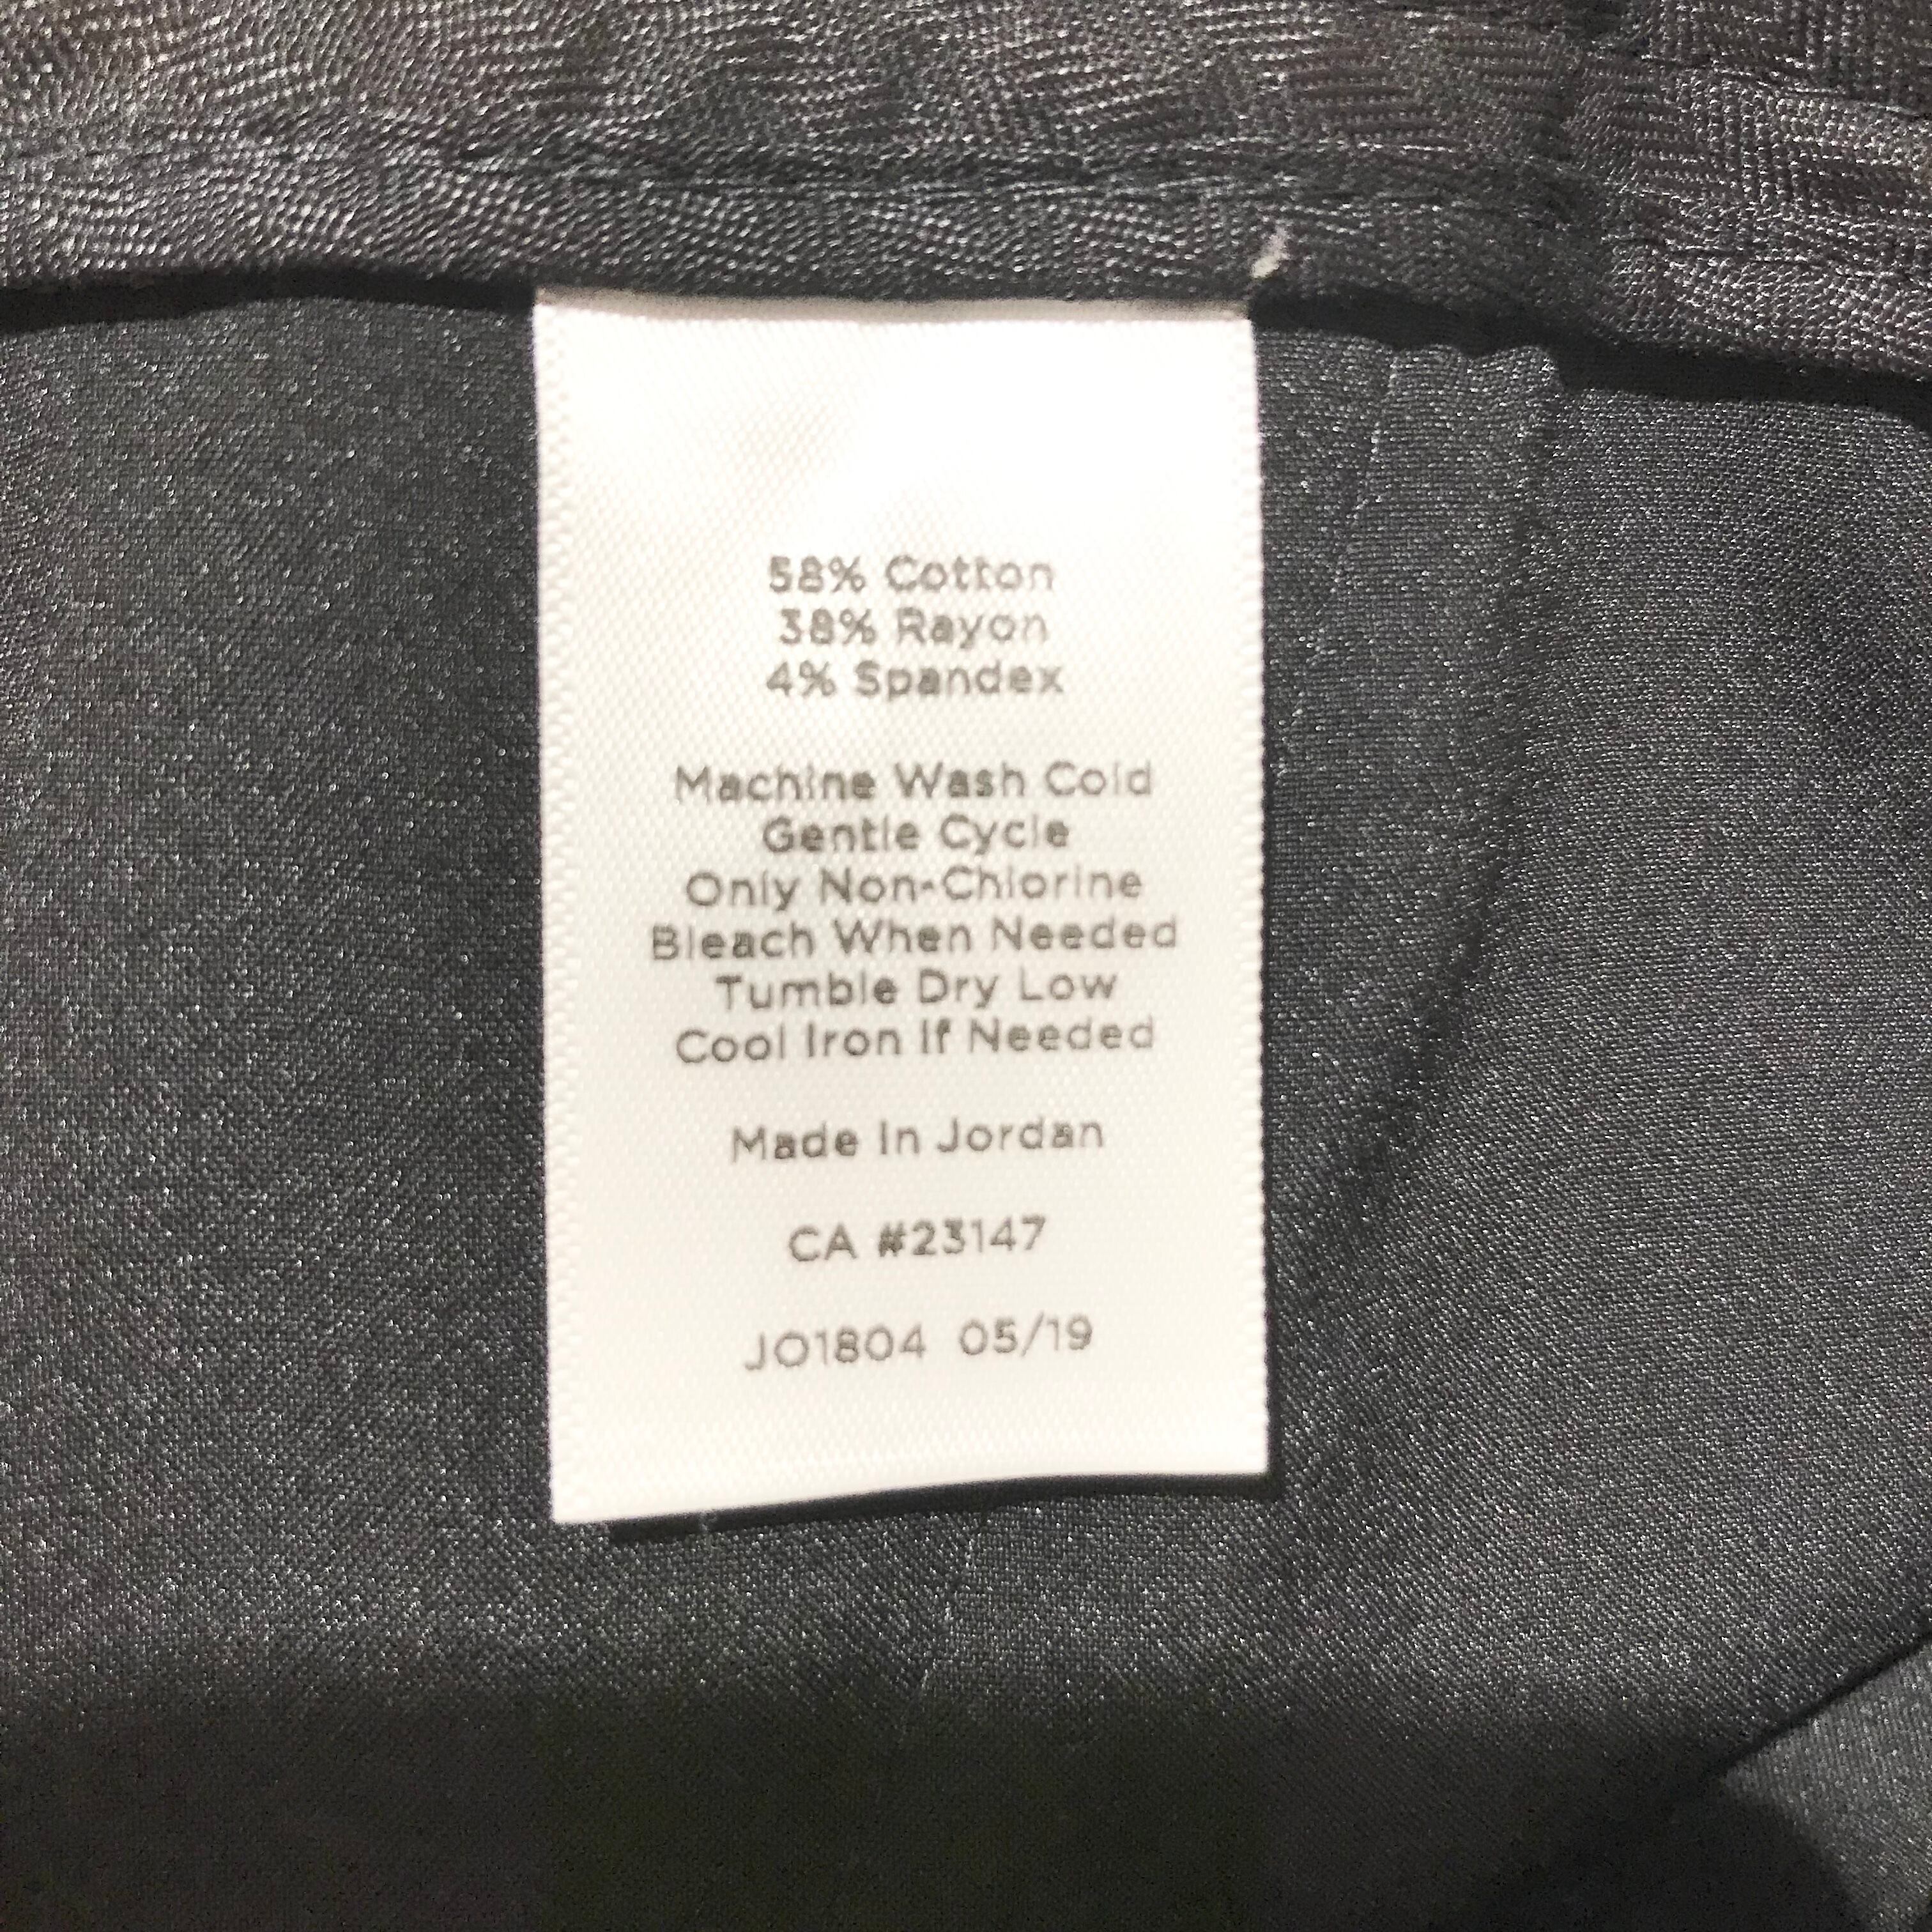 58% Cotton
38% Rayon
4% Spandex
Machine Wash Cold
Gentle Cycle
Only Non-Chlorine
Bleach When Needed
Tumble Dry Low
Cool Iron If Needed
Made In Jordan
CA #23147
JO1804 05/19